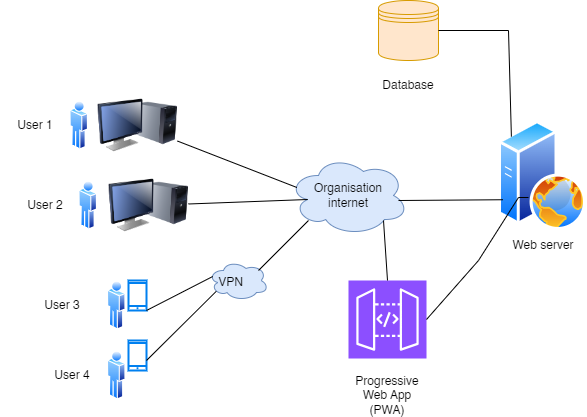 Database
User 1
Organisation
internet
User 2
Web server
VPN
User 3
</>
User 4
Progressive
Web App
(PWA)